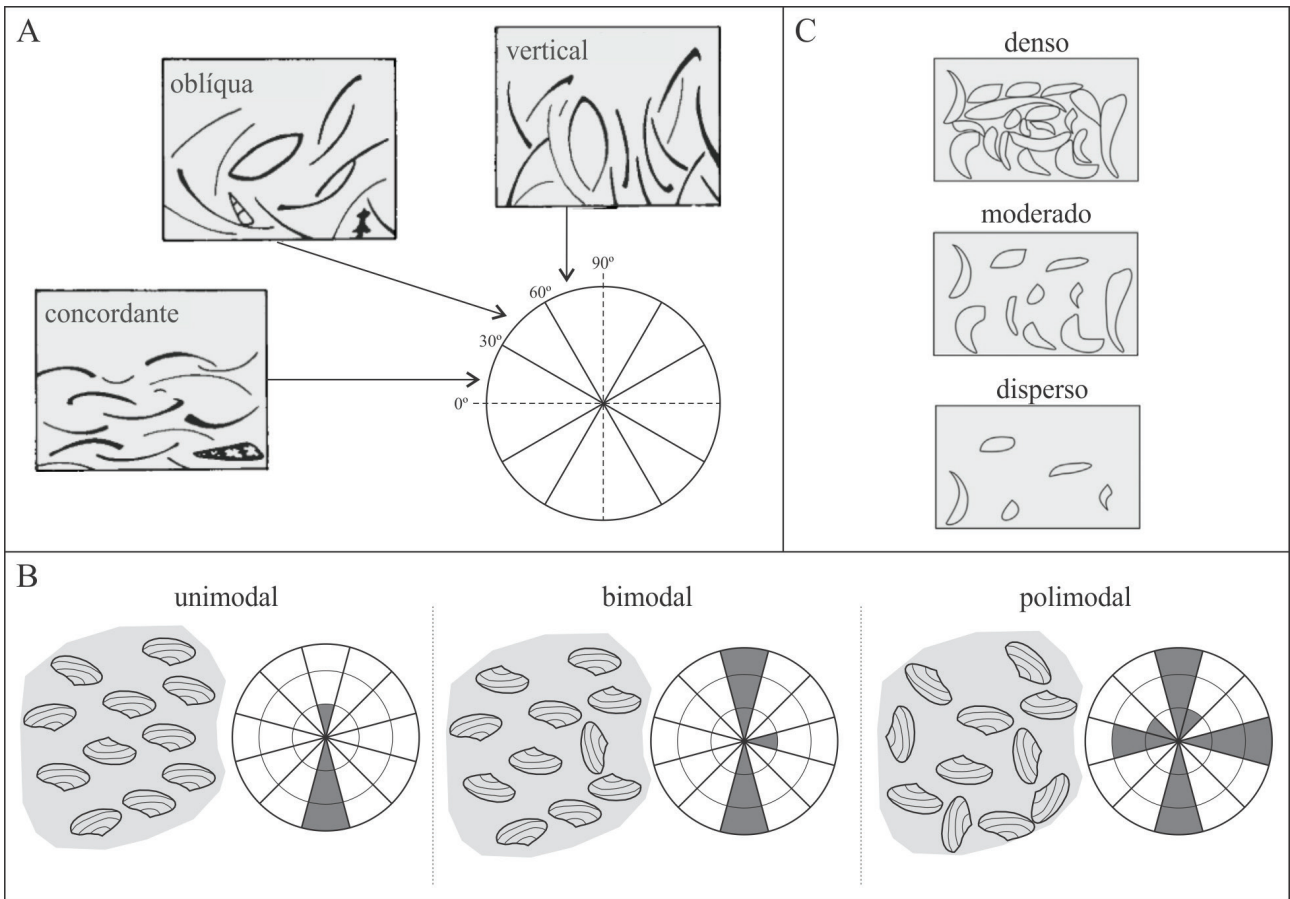 A
oblíqua
vertical
concordante
90º
60º
30º
0º
C
denso
moderado
disperso
B
unimodal
bimodal
polimodal